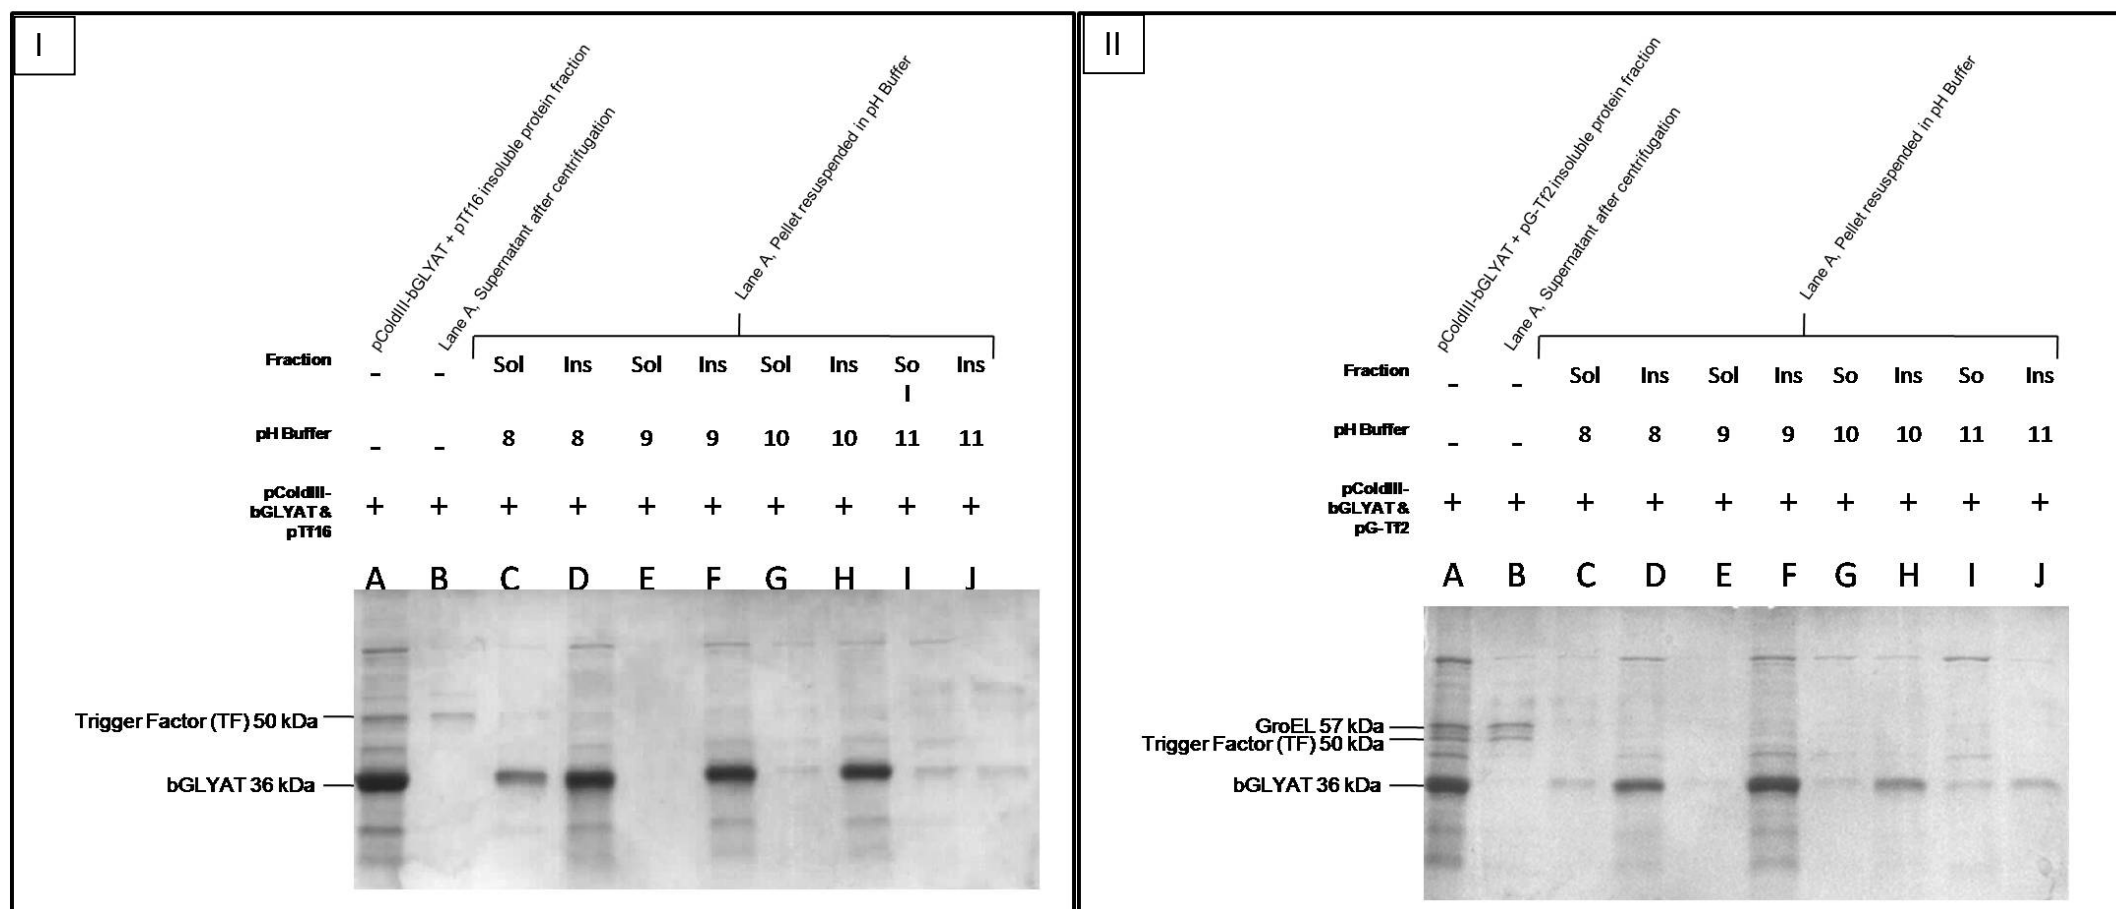 I
pColdIII-bGLYAT + pTf16 insoluble protein fraction
Lane A, Supernatant after centrifugation
Lane A, Pellet resuspended in pH Buffer
Fraction - - Sol Ins Sol Ins Sol Ins So Ins
l
pH Buffer - - 8 8 9 9 10 10 11 11
pColdIII-
bGLYAT & + + + + + + + + + +
pTf16
A B C D E F G H I J
Trigger Factor (TF) 50 kDa
bGLYAT 36 kDa
II
pColdIII-bGLYAT + pG-Tf2 insoluble protein fraction
Lane A, Supernatant after centrifugation
Lane A, Pellet resuspended in pH Buffer
Fraction - - Sol Ins Sol Ins So Ins So Ins
pH Buffer - - 8 8 9 9 10 10 11 11
pColdIII-
bGLYAT & + + + + + + + + + +
pG-Tf2
A B C D E F G H I J
GroEL 57 kDa
Trigger Factor (TF) 50 kDa
bGLYAT 36 kDa